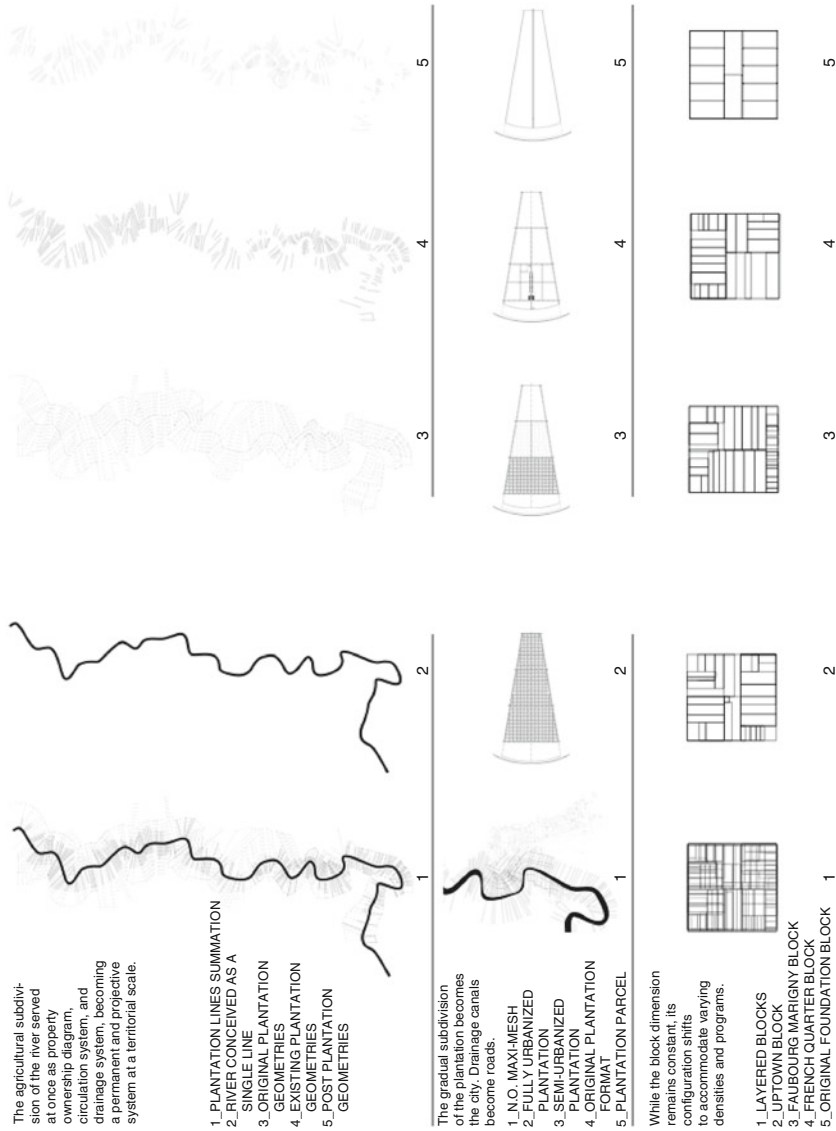 The agricultural subdivi-
sion of the river served
at once as property
ownership diagram,
circulation system, and
drainage system, becoming
a permanent and projective
system at a territorial scale.
1_PLANTATION LINES SUMMATION
2_RIVER CONCEIVED AS A
SINGLE LINE
3_ORIGINAL PLANTATION
GEOMETRIES
4_EXISTING PLANTATION
GEOMETRIES
5_POST PLANTATION
GEOMETRIES
1
2
3
4
5
The gradual subdivision
of the plantation becomes
the city. Drainage canals
become roads.
1_N.O. MAXI-MESH
2_FULLY URBANIZED
PLANTATION
3_SEMI-URBANIZED
PLANTATION
4_ORIGIINAL PLANTATION
FORMAT
5_PLANTATION PARCEL
1
2
3
4
5
While the block dimension
remains constant, its
configuration shifts
to accommodate varying
densities and programs.
1_LAYERED BLOCKS
2_UPTOWN BLOCK
3_FAUBOURG MARIGNY BLOCK
4_FRENCH QUARTER BLOCK
5_ORIGINAL FOUNDATION BLOCK
1
2
3
4
5